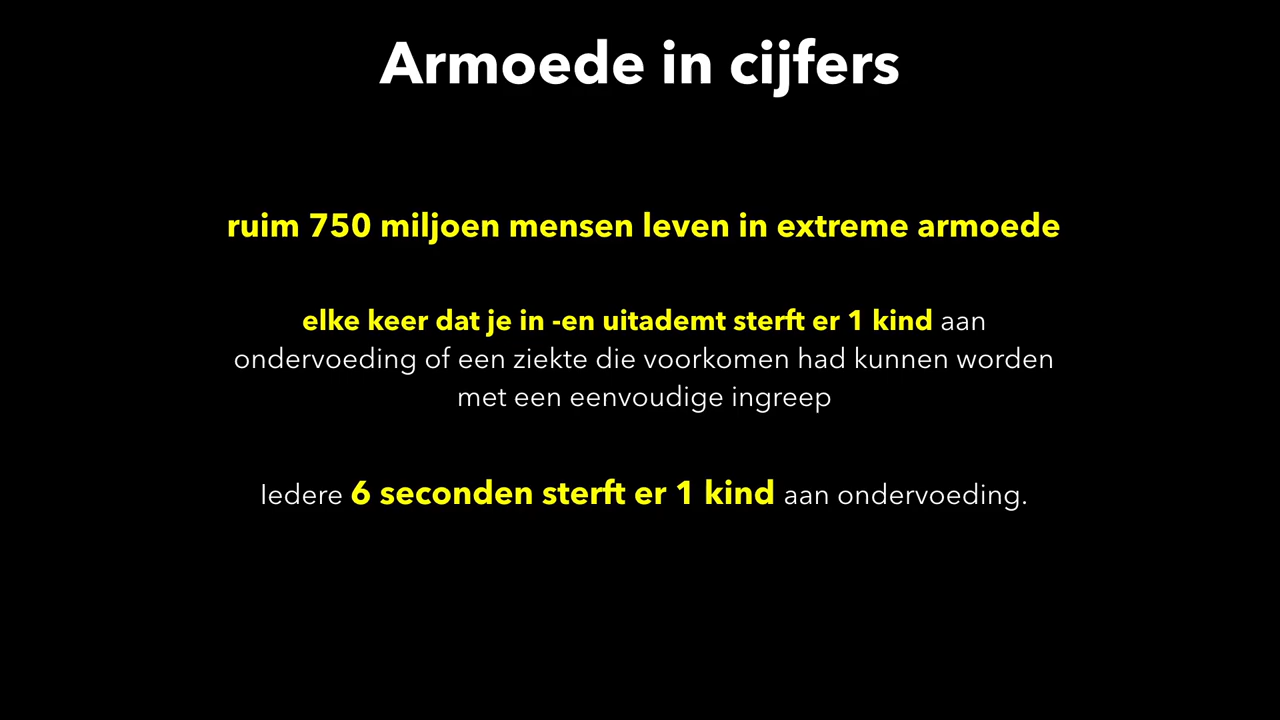 Armoede in cijfers
ruim 750 miljoen mensen leven in extreme armoede
elke keer dat je in -en uitademt sterft er 1 kind aan
ondervoeding of een ziekte die voorkomen had kunnen worden
met een eenvoudige ingreep
Iedere 6 seconden sterft er 1 kind aan ondervoeding.